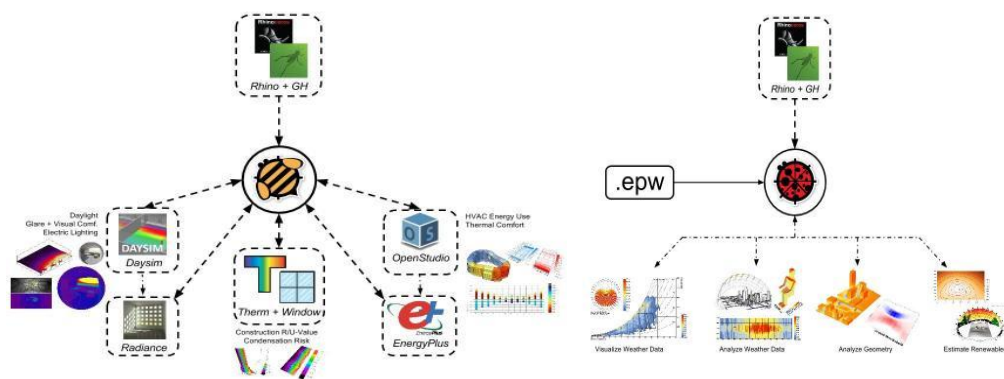 Rhino + GH
Rhino + GH
.epw
Daylight
Glare + Visual Comf.
Electric Lighting
DAYSIM
Daysim
HVAC Energy Use
Thermal Comfort
OS
OpenStudio
T
Therm + Window
Radiance
e+
EnergyPlus
Construction R/U-Value
Condensation Risk
Visualize Weather Data
Analyze Weather Data
Analyze Geometry
Estimate Renewable